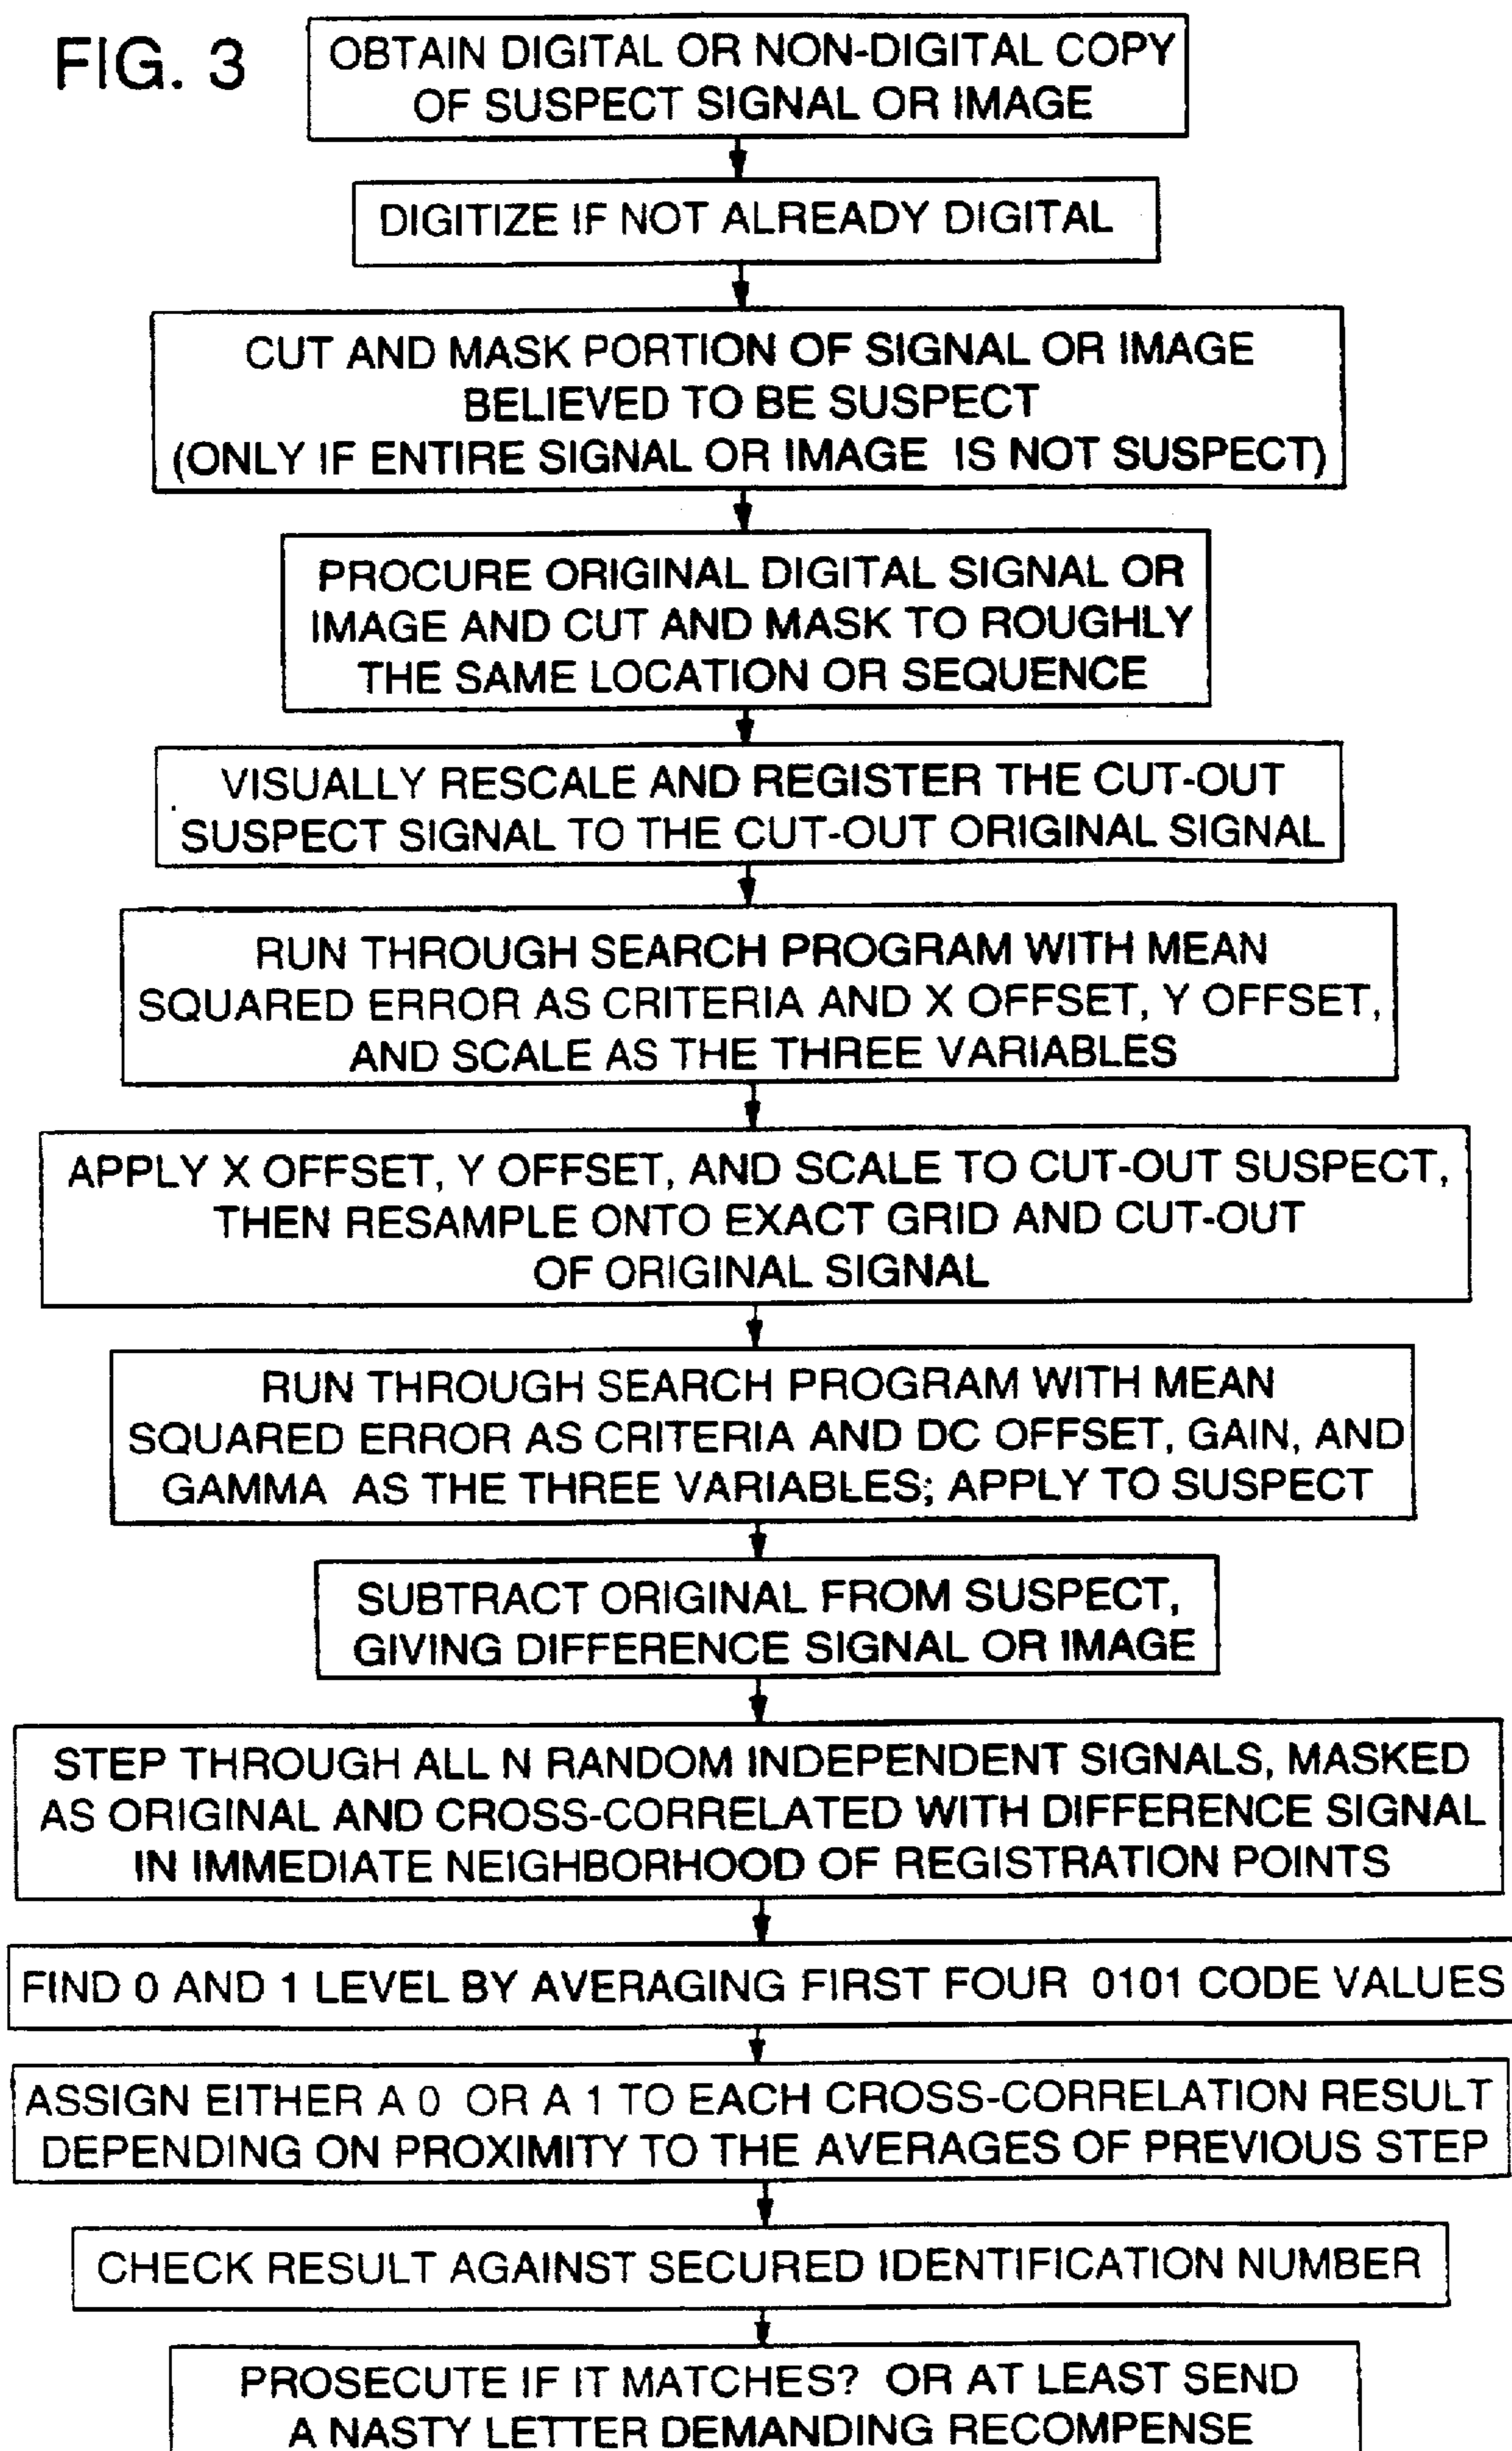 FIG. 3
OBTAIN DIGITAL OR NON-DIGITAL COPY
OF SUSPECT SIGNAL OR IMAGE
DIGITIZE IF NOT ALREADY DIGITAL
CUT AND MASK PORTION OF SIGNAL OR IMAGE
BELIEVED TO BE SUSPECT
(ONLY IF ENTIRE SIGNAL OR IMAGE IS NOT SUSPECT)
PROCURE ORIGINAL DIGITAL SIGNAL OR
IMAGE AND CUT AND MASK TO ROUGHLY
THE SAME LOCATION OR SEQUENCE
VISUALLY RESCALE AND REGISTER THE CUT-OUT
SUSPECT SIGNAL TO THE CUT-OUT ORIGINAL SIGNAL
RUN THROUGH SEARCH PROGRAM WITH MEAN
SQUARED ERROR AS CRITERIA AND X OFFSET, Y OFFSET,
AND SCALE AS THE THREE VARIABLES
APPLY X OFFSET, Y OFFSET, AND SCALE TO CUT-OUT SUSPECT,
THEN RESAMPLE ONTO EXACT GRID AND CUT-OUT
OF ORIGINAL SIGNAL
RUN THROUGH SEARCH PROGRAM WITH MEAN
SQUARED ERROR AS CRITERIA AND DC OFFSET, GAIN, AND
GAMMA AS THE THREE VARIABLES; APPLY TO SUSPECT
SUBTRACT ORIGINAL FROM SUSPECT,
GIVING DIFFERENCE SIGNAL OR IMAGE
STEP THROUGH ALL N RANDOM INDEPENDENT SIGNALS, MASKED
AS ORIGINAL AND CROSS-CORRELATED WITH DIFFERENCE SIGNAL
IN IMMEDIATE NEIGHBORHOOD OF REGISTRATION POINTS
FIND 0 AND 1 LEVEL BY AVERAGING FIRST FOUR 0101 CODE VALUES
ASSIGN EITHER A 0 OR A 1 TO EACH CROSS-CORRELATION RESULT
DEPENDING ON PROXIMITY TO THE AVERAGES OF PREVIOUS STEP
CHECK RESULT AGAINST SECURED IDENTIFICATION NUMBER
PROSECUTE IF IT MATCHES? OR AT LEAST SEND
A NASTY LETTER DEMANDING RECOMPENSE